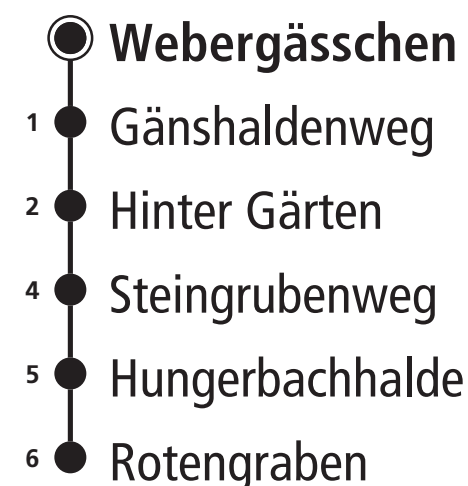 Webergässchen
1 Gänshaldenweg
2 Hinter Gärten
4 Steingrubenweg
5 Hungerbachhalde
6 Rotengraben